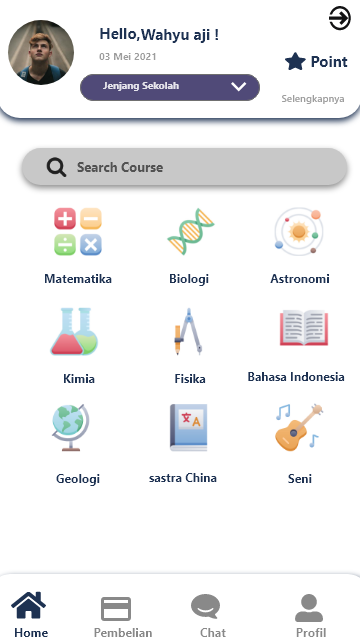 Hello,Wahyu aji !
03 Mei 2021
Jenjang Sekolah
Point
Selengkapnya
Search Course
Matematika
Biologi
Astronomi
Kimia
Fisika
Bahasa Indonesia
文 A
Geologi
sastra China
Seni
Home
Pembelian
Chat
Profil